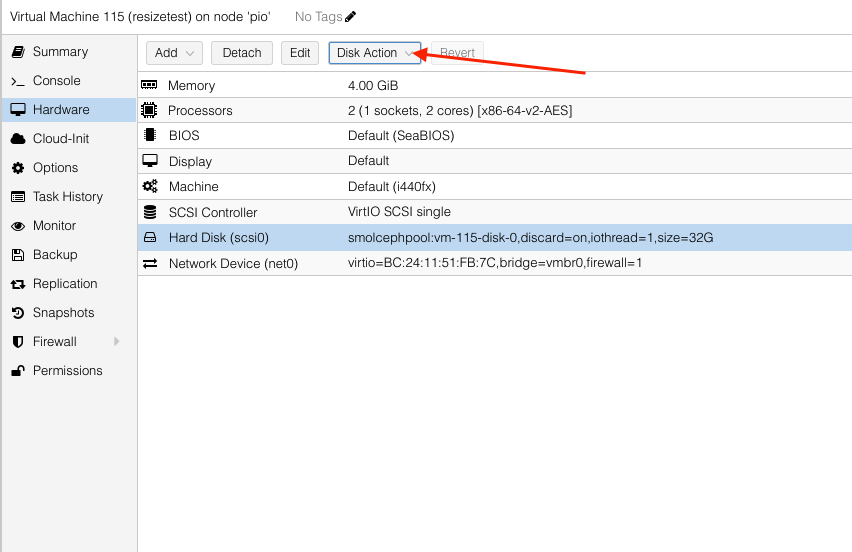 Virtual Machine 115 (resizetest) on node 'pio' No Tags
Summary
Console
Hardware
Cloud-Init
Options
Task History
Monitor
Backup
Replication
Snapshots
Firewall
Permissions
Add Detach Edit Disk Action Revert
Memory 4.00 GiB
Processors 2 (1 sockets, 2 cores) [x86-64-v2-AES]
BIOS Default (SeaBIOS)
Display Default
Machine Default (i440fx)
SCSI Controller VirtIO SCSI single
Hard Disk (scsi0) smolcephpool:vm-115-disk-0,discard=on,iothread=1,size=32G
Network Device (net0) virtio=BC:24:11:51:FB:7C,bridge=vmbr0,firewall=1